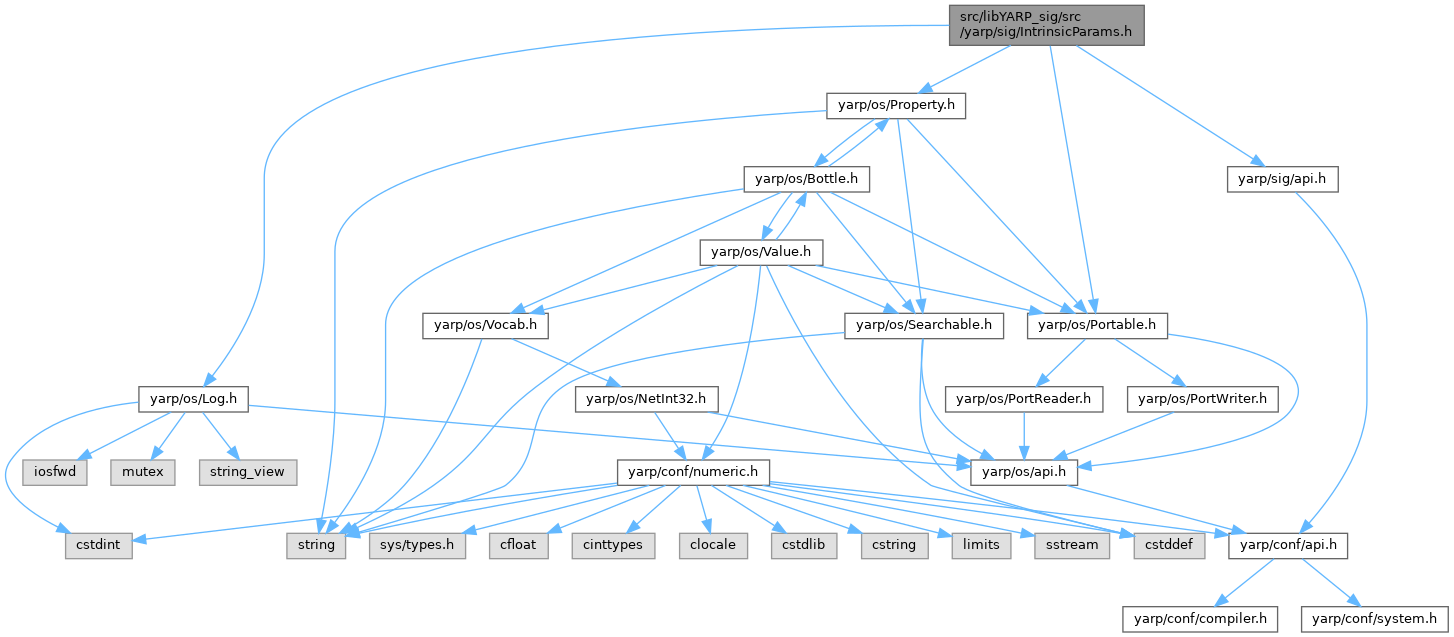 src/libYARP_sig/src
/yarp/sig/IntrinsicParams.h
yarp/os/Property.h
yarp/os/Bottle.h
yarp/sig/api.h
yarp/os/Value.h
yarp/os/Vocab.h
yarp/os/Searchable.h
yarp/os/Portable.h
yarp/os/Log.h
yarp/os/NetInt32.h
yarp/os/PortReader.h
yarp/os/PortWriter.h
iosfwd
mutex
string_view
yarp/conf/numeric.h
yarp/os/api.h
cstdint
string
sys/types.h
cfloat
cinttypes
clocale
cstdlib
cstring
limits
sstream
cstddef
yarp/conf/api.h
yarp/conf/compiler.h
yarp/conf/system.h